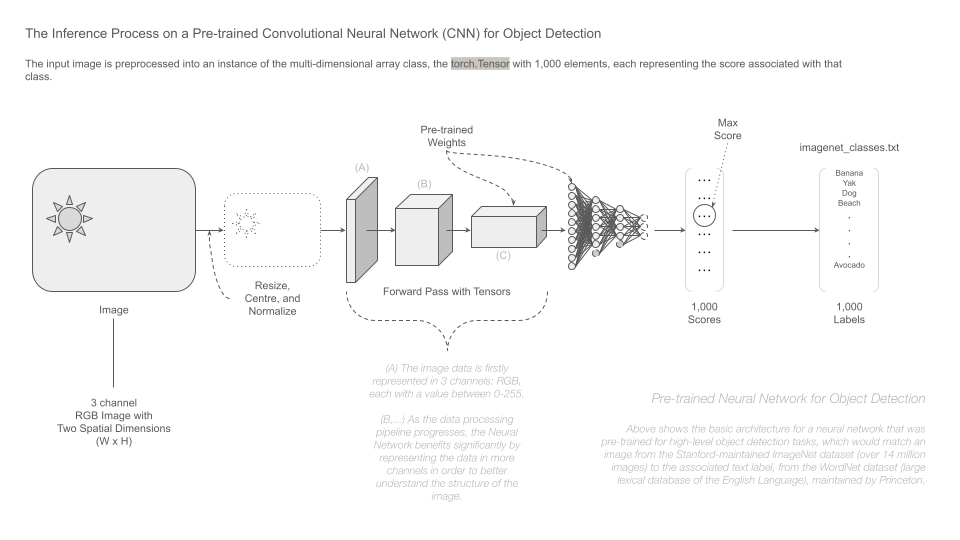 The Inference Process on a Pre-trained Convolutional Neural Network (CNN) for Object Detection
The input image is preprocessed into an instance of the multi-dimensional array class, the torch.Tensor with 1,000 elements, each representing the score associated with that
class.
Pre-trained
Weights
Max
Score
imagenet_classes.txt
(A)
(B)
(C)
Banana
Yak
Dog
Beach
.
.
.
.
Avocado
...
...
...
...
...
...
Resize,
Centre, and
Normalize
Forward Pass with Tensors
Image
1,000
Scores
1,000
Labels
3 channel
RGB Image with
Two Spatial Dimensions
(W x H)
(A) The image data is firstly
represented in 3 channels: RGB,
each with a value between 0-255.
(B,...) As the data processing
pipeline progresses, the Neural
Network benefits significantly by
representing the data in more
channels in order to better
understand the structure of the
image.
Pre-trained Neural Network for Object Detection
Above shows the basic architecture for a neural network that was
pre-trained for high-level object detection tasks, which would match an
image from the Stanford-maintained ImageNet dataset (over 14 million
images) to the associated text label, from the WordNet dataset (large
lexical database of the English Language), maintained by Princeton.